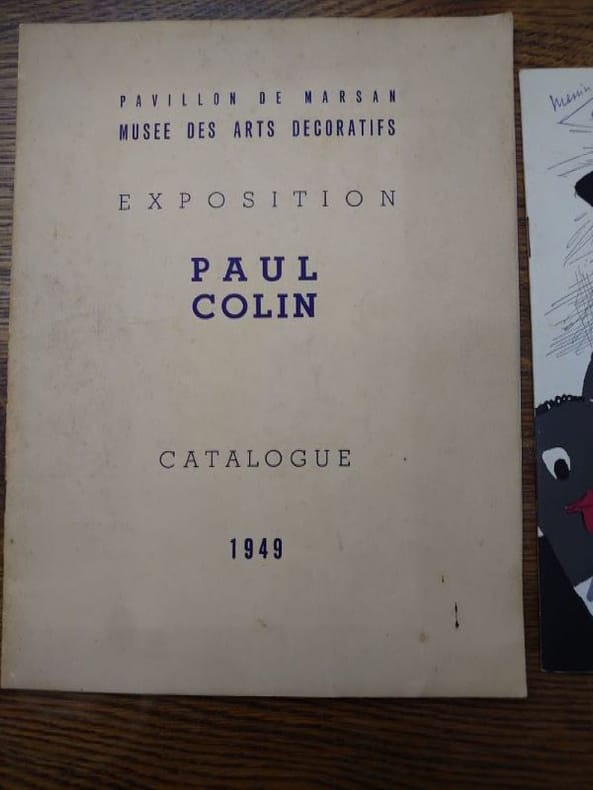 PAVILLON DE MARSAN
MUSEE DES ARTS DECORATIFS
EXPOSITION
PAUL
COLIN
CATALOGUE
1949